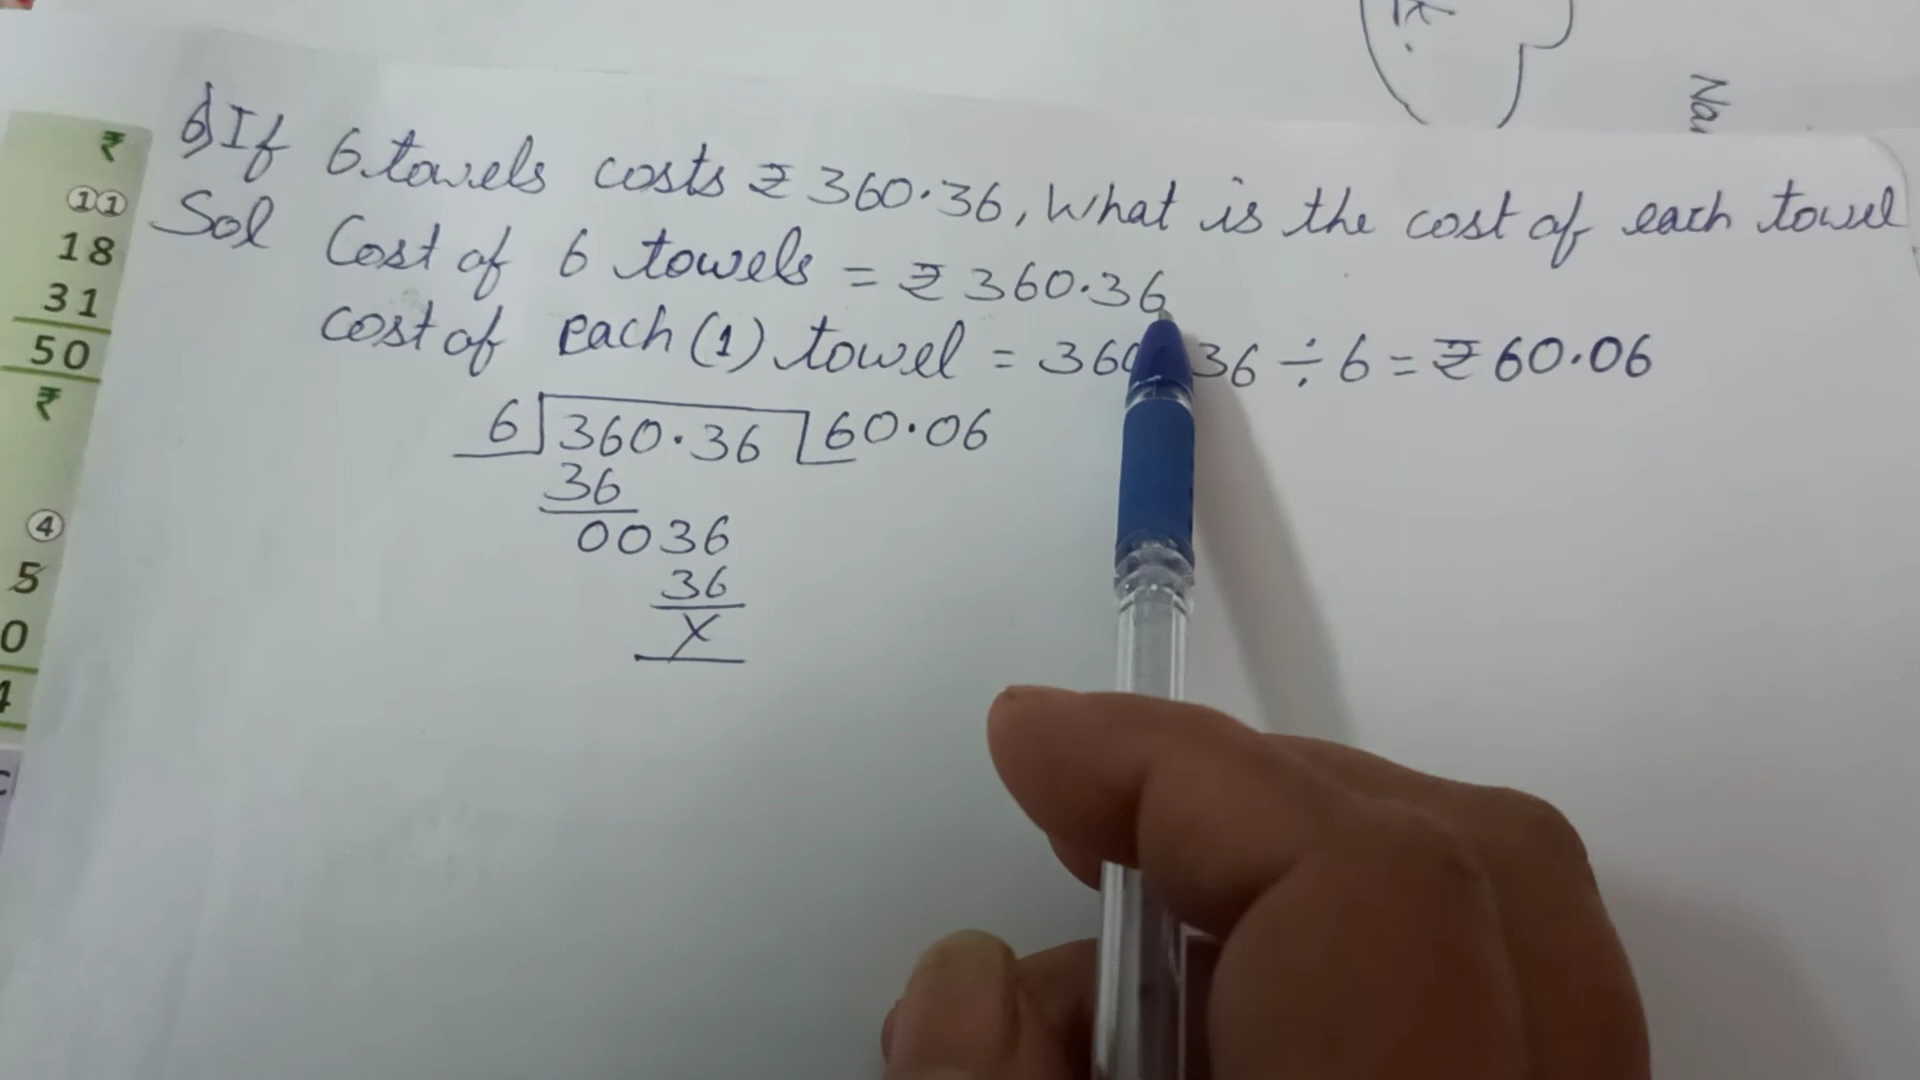 ₹
①①
18
31
50
₹
④
5
0
4
6) If 6 towels costs ₹ 360.36, What is the cost of each towel
Sol Cost of 6 towels = ₹ 360.36
cost of each (1) towel = 360 36 ÷ 6 = ₹ 60.06
6 360.36 60.06
36
0036
36
X
Na